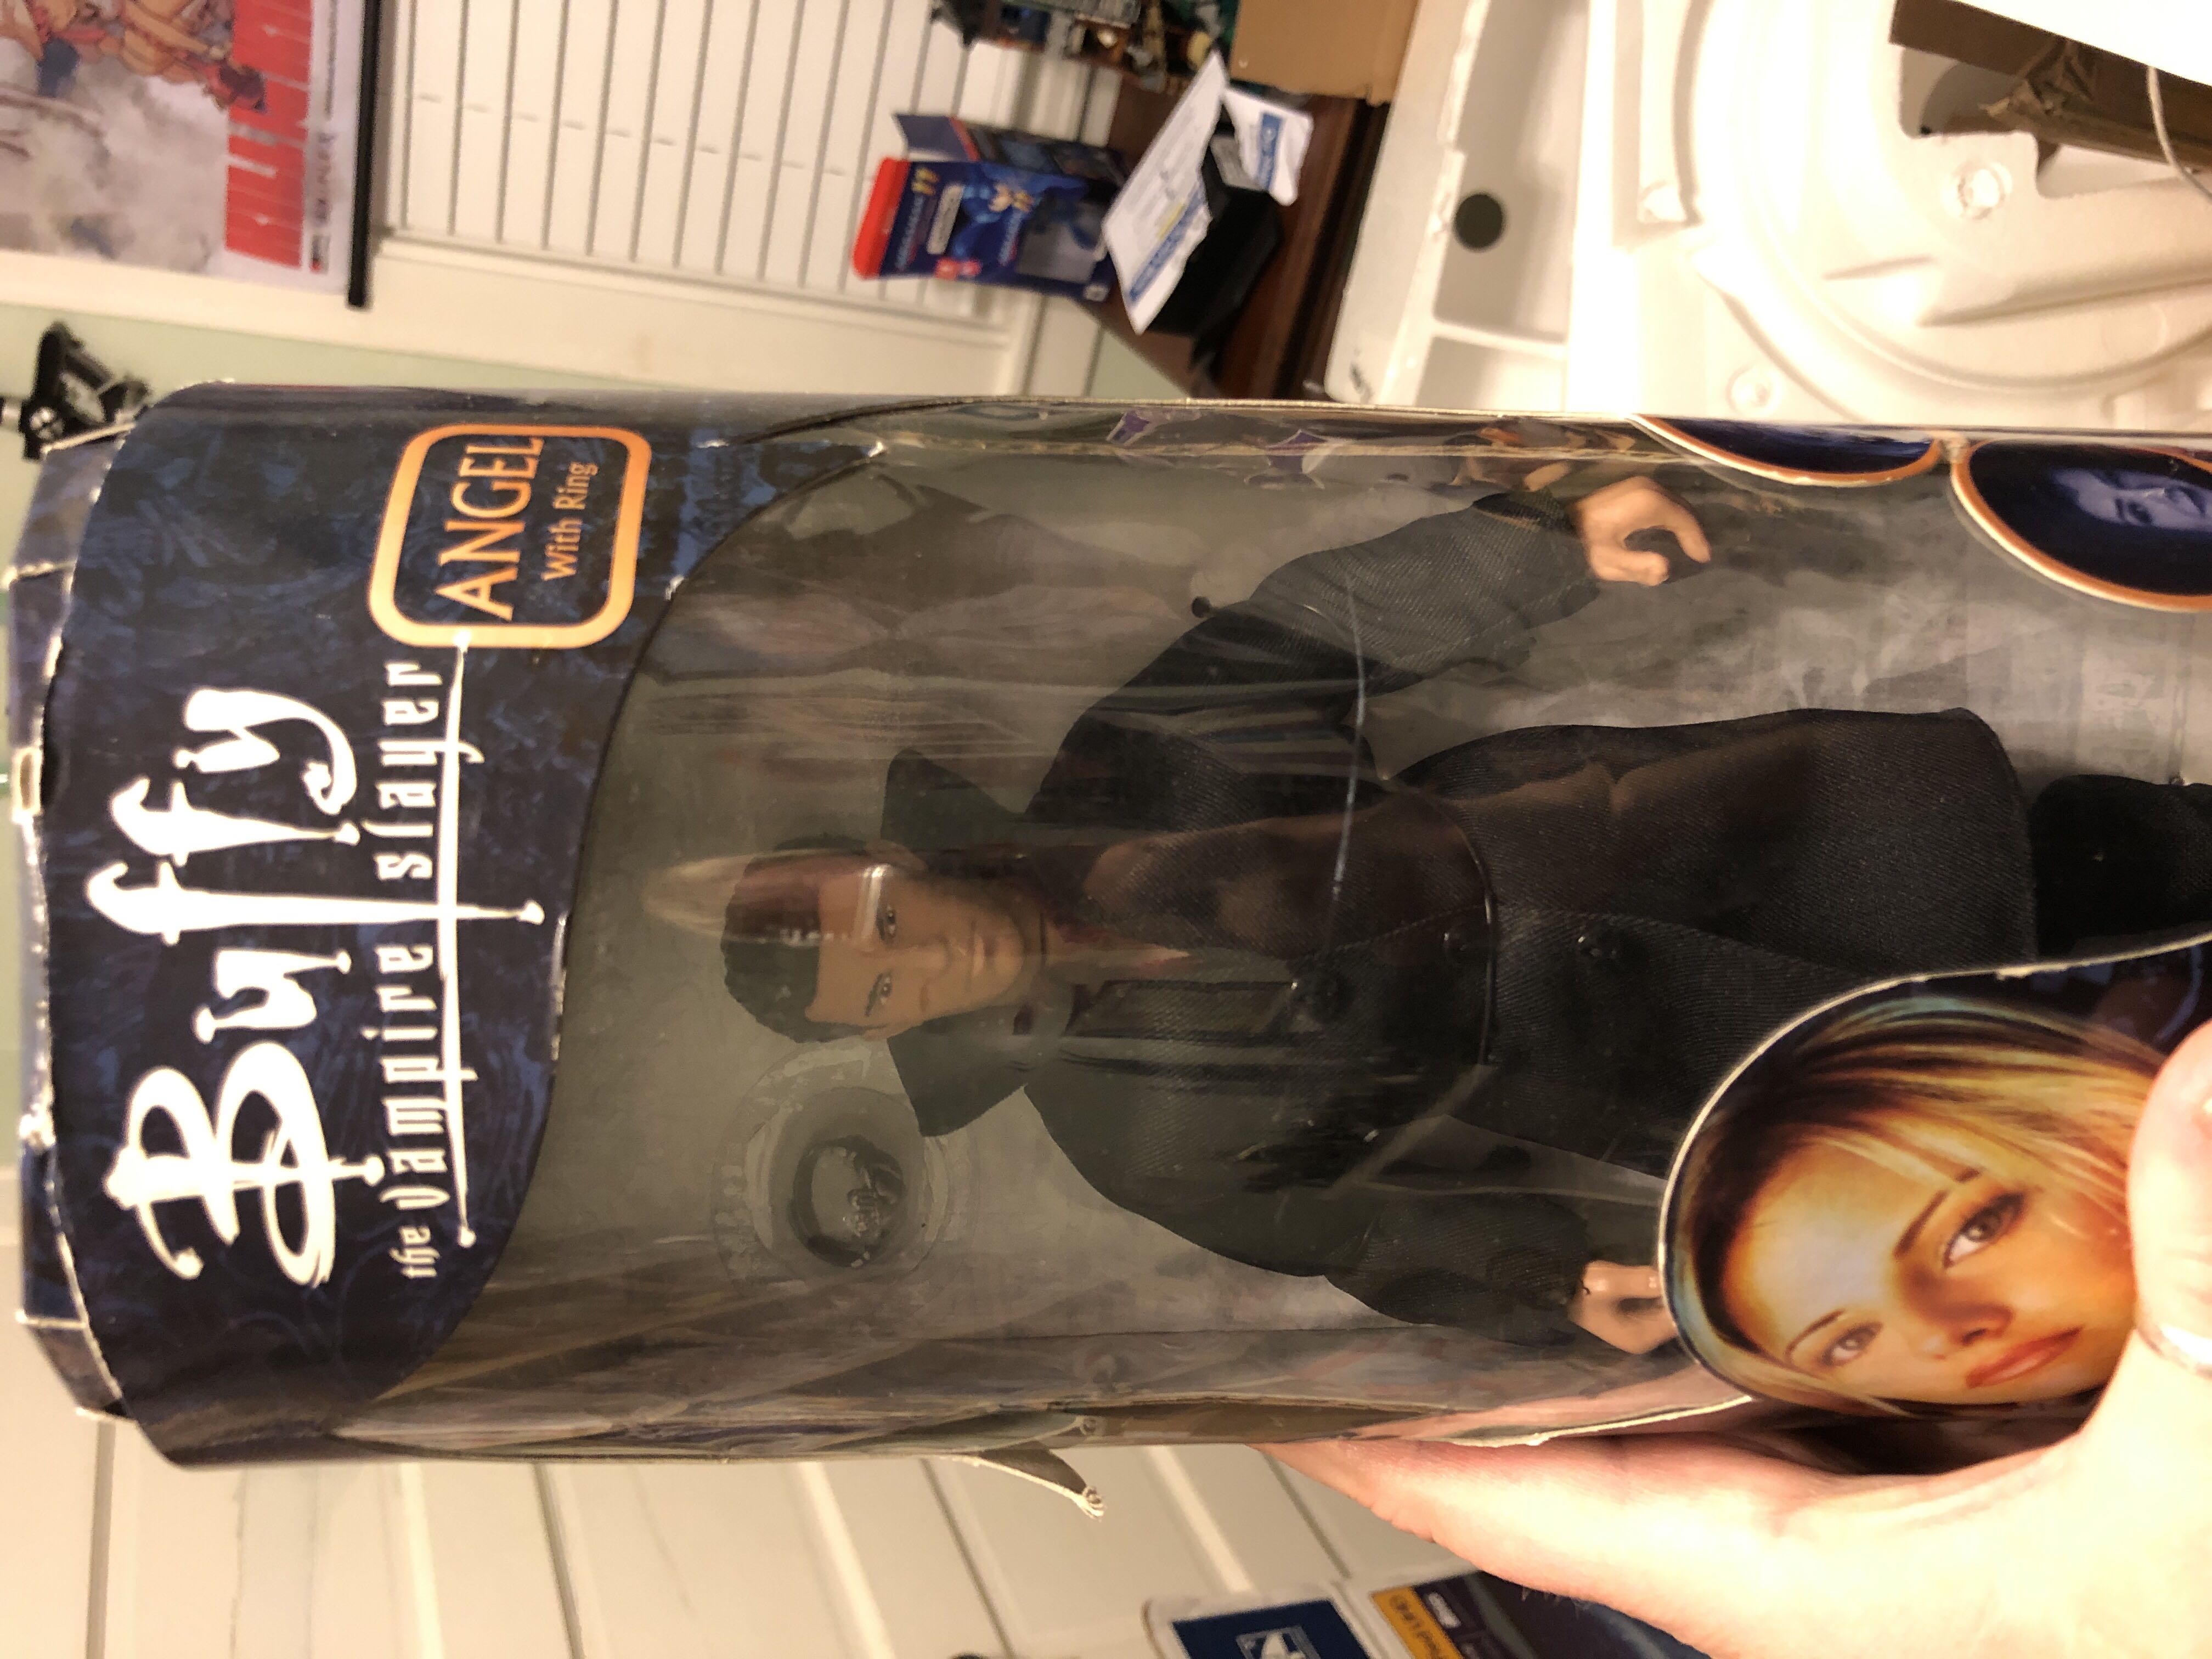 Buffy
the vampire slayer
ANGEL
With Ring